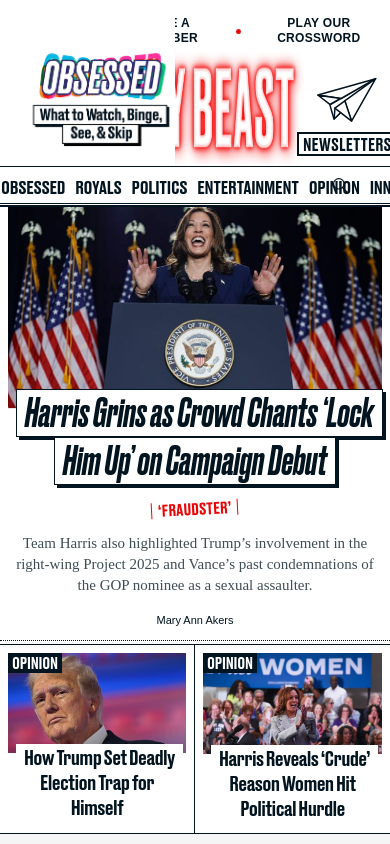 E A
BER
PLAY OUR
CROSSWORD
OBSESSED
What to Watch, Binge,
See, & Skip
Y BEAST
NEWSLETTERS
OBSESSED ROYALS POLITICS ENTERTAINMENT OPINION INN
Harris Grins as Crowd Chants ‘Lock
Him Up’ on Campaign Debut
‘FRAUDSTER’
Team Harris also highlighted Trump’s involvement in the
right-wing Project 2025 and Vance’s past condemnations of
the GOP nominee as a sexual assaulter.
Mary Ann Akers
OPINION
How Trump Set Deadly
Election Trap for
Himself
OPINION
WOMEN
Harris Reveals ‘Crude’
Reason Women Hit
Political Hurdle